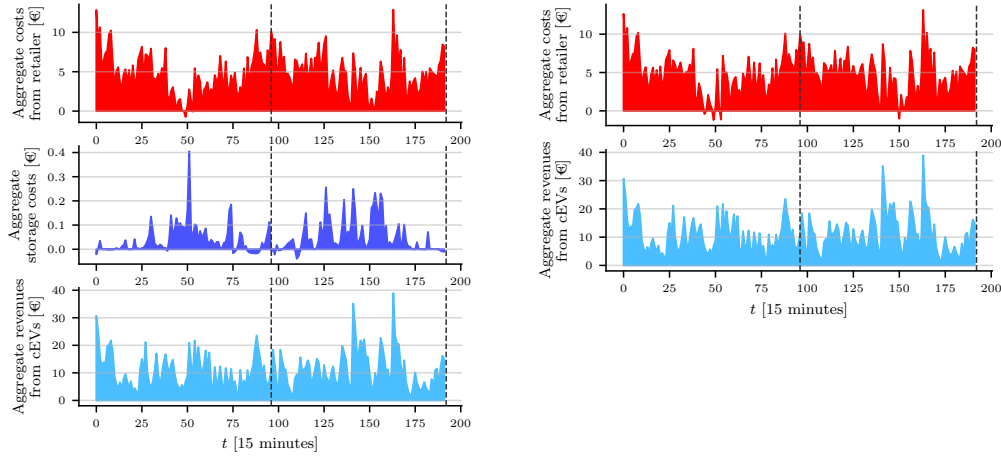 Aggregate costs
from retailer [€]
10
5
0
0 25 50 75 100 125 150 175 200
Aggregate
storage costs [€]
0.4
0.3
0.2
0.1
0.0
0 25 50 75 100 125 150 175 200
Aggregate revenues
from cEVs [€]
40
30
20
10
0
0 25 50 75 100 125 150 175 200
t [15 minutes]
Aggregate costs
from retailer [€]
10
5
0
0 25 50 75 100 125 150 175 200
Aggregate revenues
from cEVs [€]
40
30
20
10
0
0 25 50 75 100 125 150 175 200
t [15 minutes]